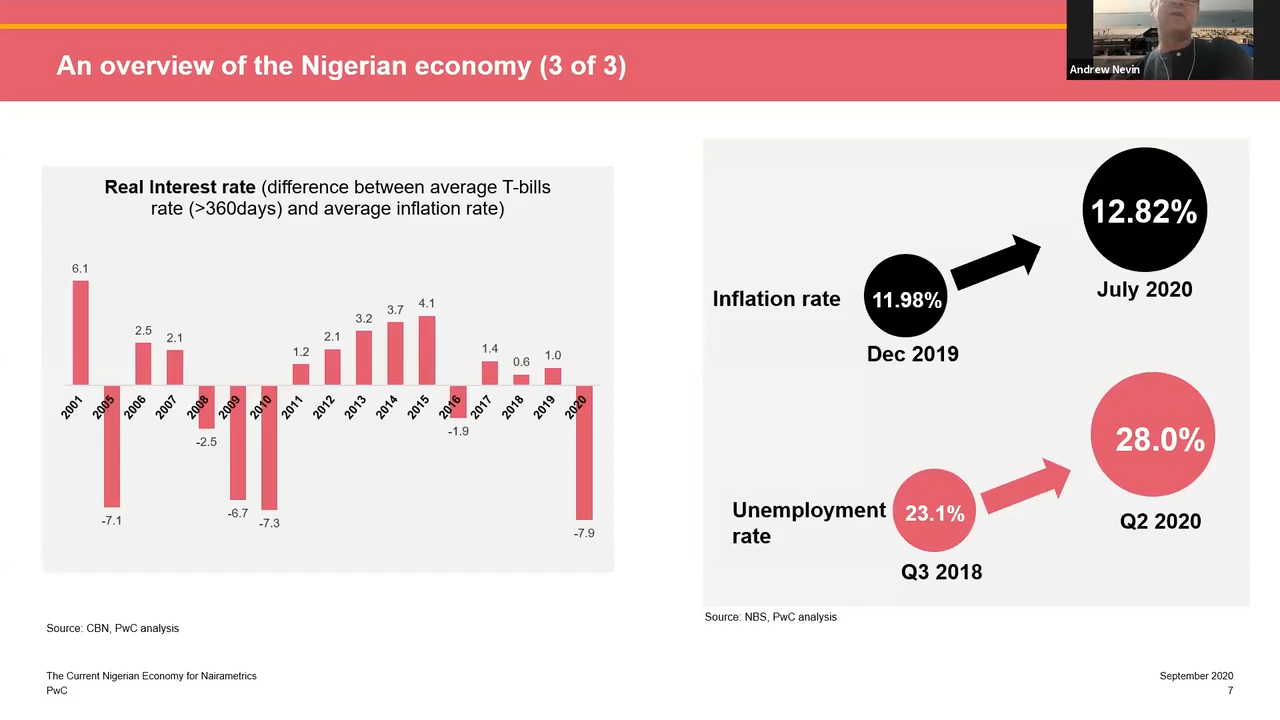 An overview of the Nigerian economy (3 of 3)
Andrew Nevin
Real Interest rate (difference between average T-bills
rate (>360days) and average inflation rate)
6.1
-7.1
2.5
2.1
-2.5
-6.7
-7.3
1.2
2.1
3.2
3.7
4.1
-1.9
1.4
0.6
1.0
-7.9
2001
2005
2006
2007
2008
2009
2010
2011
2012
2013
2014
2015
2016
2017
2018
2019
2020
Source: CBN, PwC analysis
Inflation rate
11.98%
Dec 2019
12.82%
July 2020
Unemployment
rate
23.1%
Q3 2018
28.0%
Q2 2020
Source: NBS, PwC analysis
The Current Nigerian Economy for Nairametrics
PwC
September 2020
7